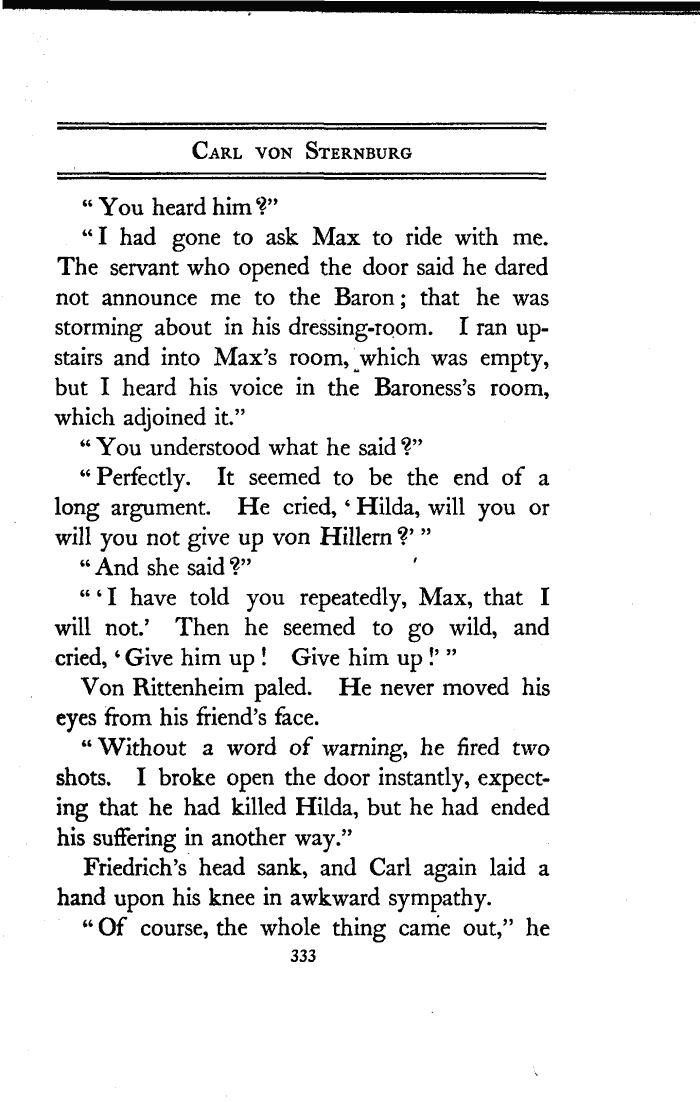 Carl von Sternburg
“You heard him?”
“I had gone to ask Max to ride with me.
The servant who opened the door said he dared
not announce me to the Baron; that he was
storming about in his dressing-room. I ran up-
stairs and into Max’s room, which was empty,
but I heard his voice in the Baroness’s room,
which adjoined it.”
“You understood what he said?”
“Perfectly. It seemed to be the end of a
long argument. He cried, ‘Hilda, will you or
will you not give up von Hillern?’”
“And she said?”
“‘I have told you repeatedly, Max, that I
will not.’ Then he seemed to go wild, and
cried, ‘Give him up! Give him up!’”
Von Rittenheim paled. He never moved his
eyes from his friend’s face.
“Without a word of warning, he fired two
shots. I broke open the door instantly, expect-
ing that he had killed Hilda, but he had ended
his suffering in another way.”
Friedrich’s head sank, and Carl again laid a
hand upon his knee in awkward sympathy.
“Of course, the whole thing came out,” he
333